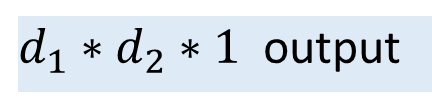 d₁ * d₂ * 1 output